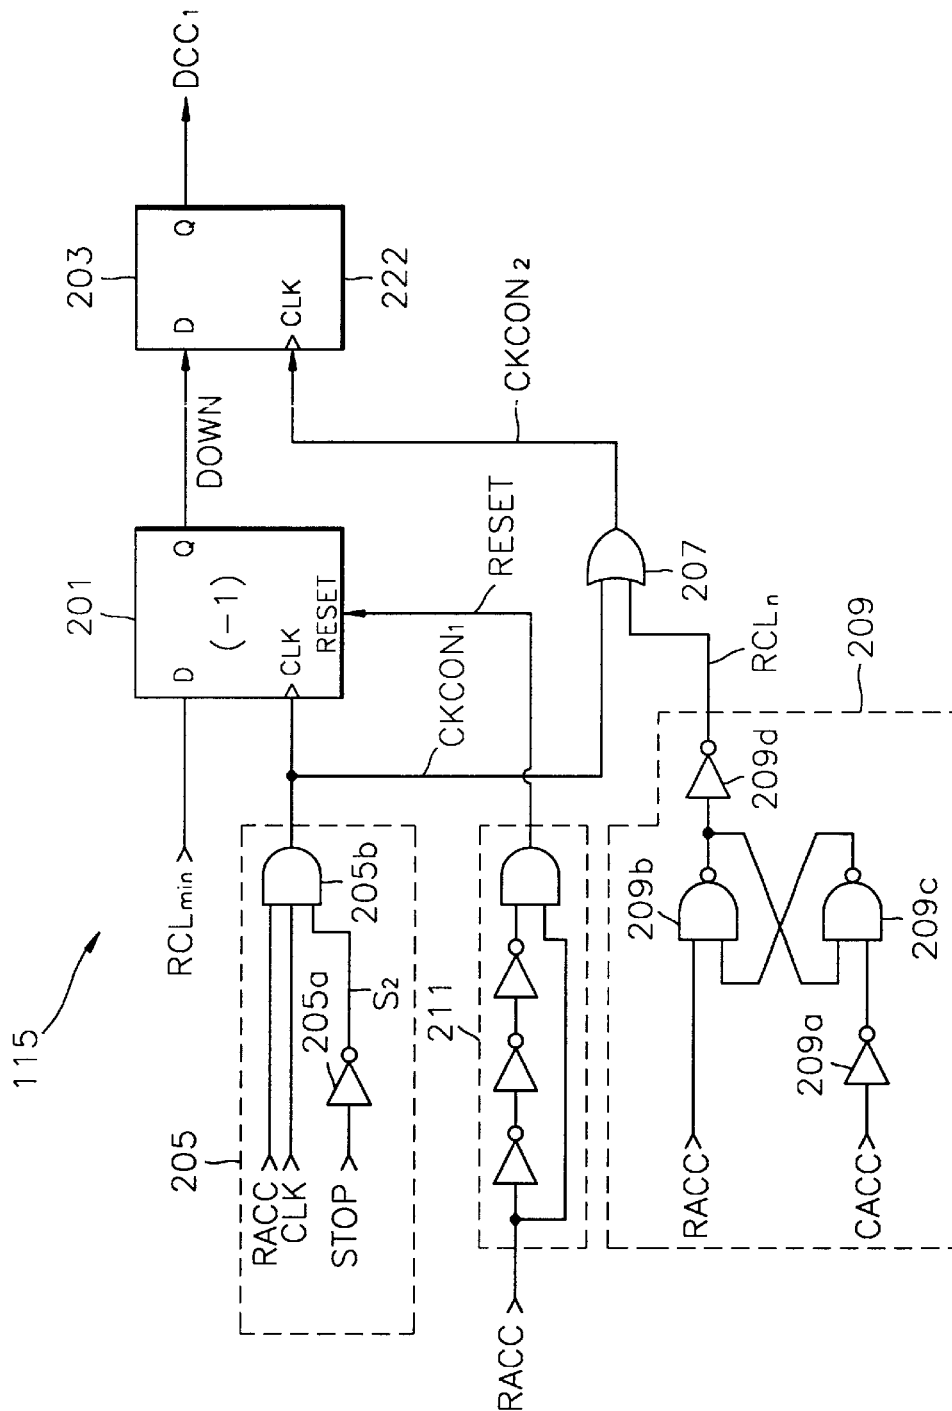 115
RCLmin
D
Q
201
(-1)
CLK
RESET
DOWN
203
D
Q
CLK
222
DCC1
205
RACC
CLK
STOP
205a
S2
205b
CKCON1
RESET
CKCON2
RACC
211
207
RCLn
209
RACC
CACC
209a
209b
209c
209d